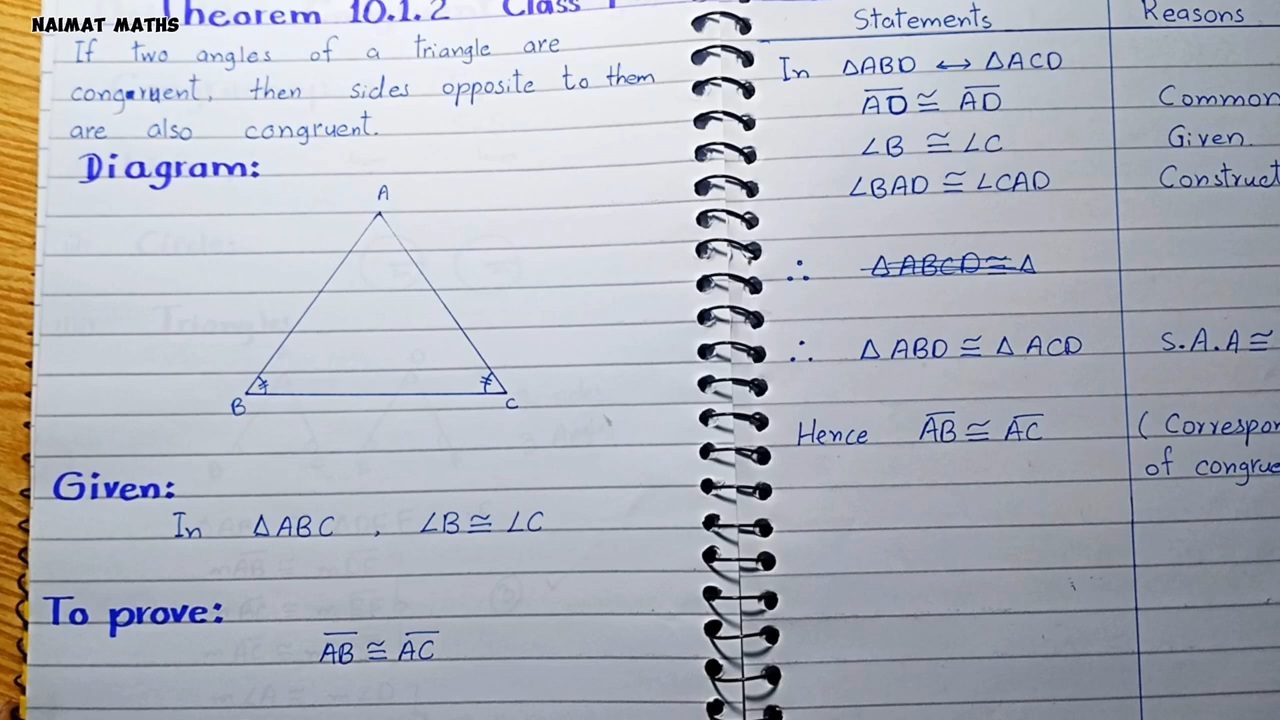 NAIMAT MATHS
Theorem 10.1.2 Class
If two angles of a triangle are
congruent, then sides opposite to them
are also congruent.
Diagram:
A
B
C
Given:
In ΔABC , ∠B ≅ ∠C
To prove:
AB ≅ AC
Statements Reasons
In ΔABD ↔ ΔACD
AD ≅ AD Common
∠B ≅ ∠C Given
∠BAD ≅ ∠CAD Construct
∴ ΔABCD≅Δ
∴ ΔABD ≅ ΔACD S.A.A ≅
Hence AB ≅ AC ( Correspon
of congrue